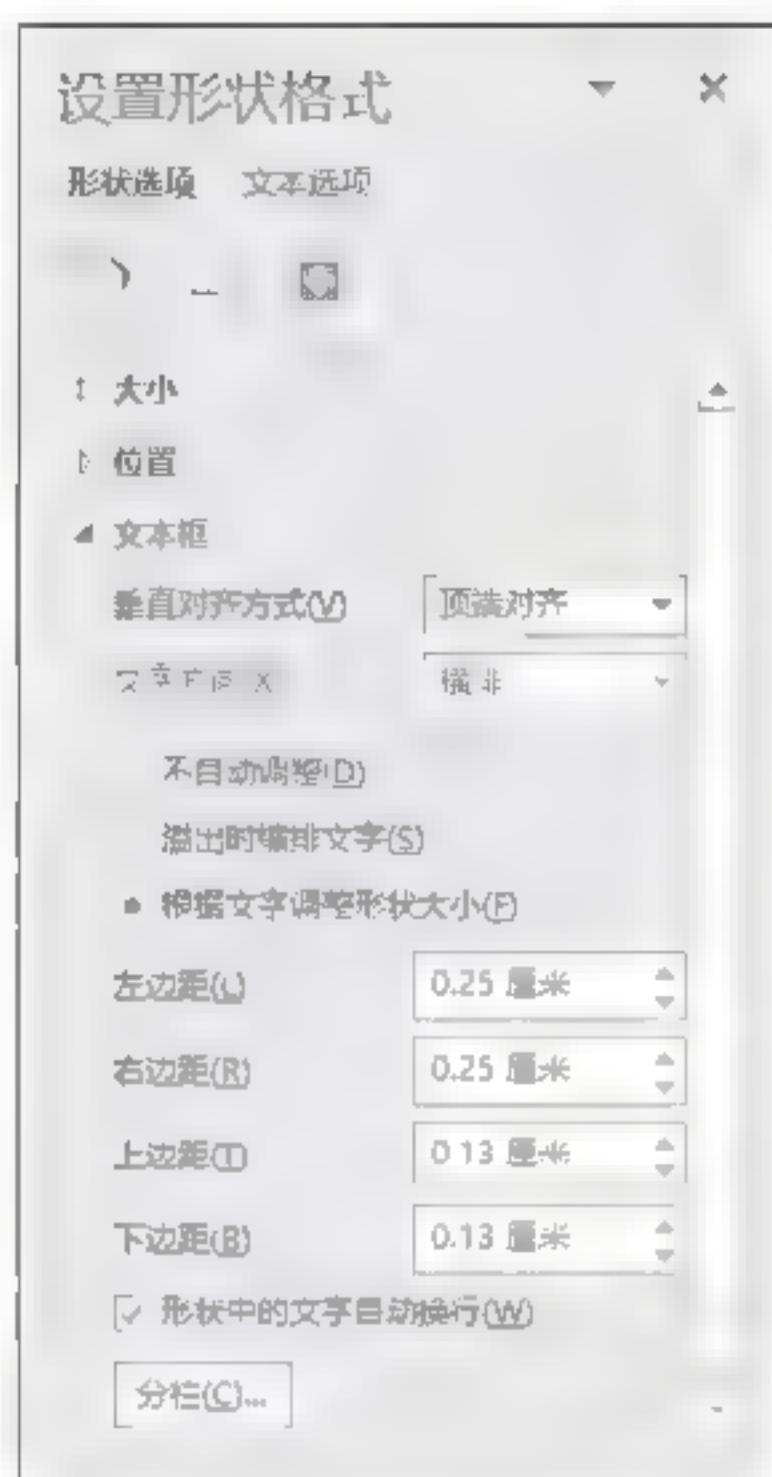 设置形状格式
形状选项 文本选项
大小
位置
文本框
垂直对齐方式(V) 顶端对齐
文字方向(X) 横排
不自动调整(D)
溢出时缩排文字(S)
根据文字调整形状大小(F)
左边距(L) 0.25 厘米
右边距(R) 0.25 厘米
上边距(T) 0.13 厘米
下边距(B) 0.13 厘米
形状中的文字自动换行(W)
分栏(C)...